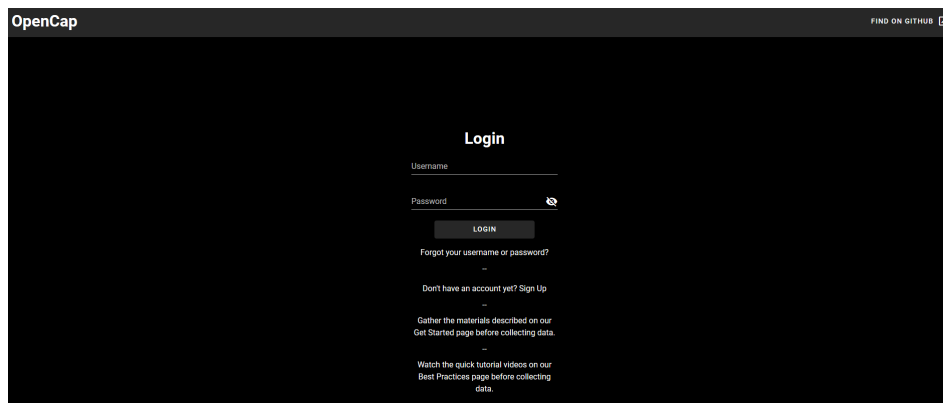 OpenCap
FIND ON GITHUB
Login
Username
Password
LOGIN
Forgot your username or password?
–
Don't have an account yet? Sign Up
–
Gather the materials described on our
Get Started page before collecting data.
–
Watch the quick tutorial videos on our
Best Practices page before collecting
data.